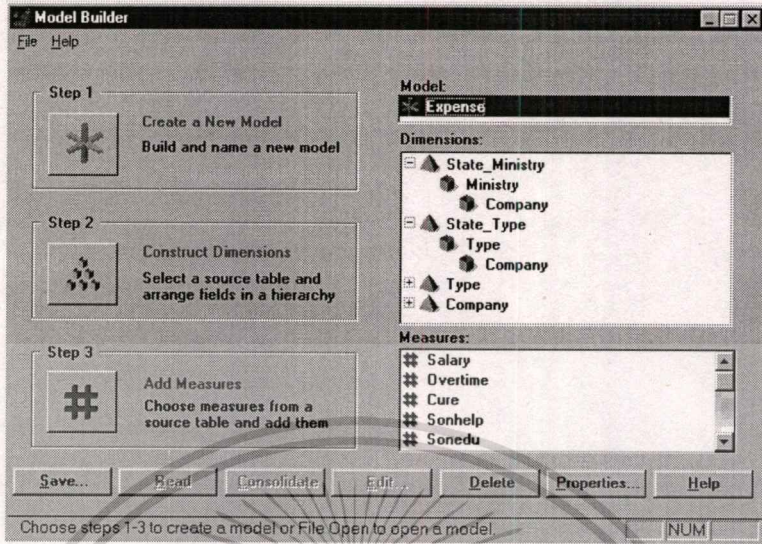 Model Builder
File Help
Step 1
Create a New Model
Build and name a new model
Step 2
Construct Dimensions
Select a source table and
arrange fields in a hierarchy
Step 3
Add Measures
Choose measures from a
source table and add them
Model:
Expense
Dimensions:
State_Ministry
Ministry
Company
State_Type
Type
Company
Type
Company
Measures:
Salary
Overtime
Cure
Sonhelp
Sonedu
Save... Read Consolidate Edit... Delete Properties... Help
Choose steps 1-3 to create a model or File Open to open a model. NUM